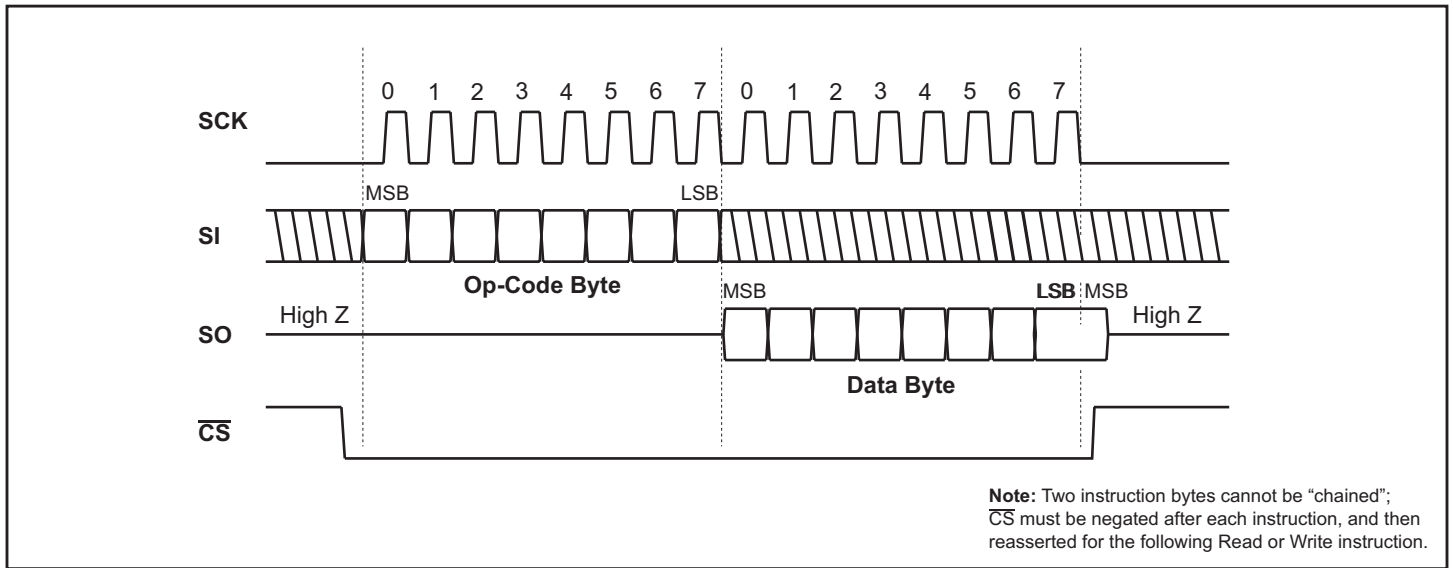 0 1 2 3 4 5 6 7 0 1 2 3 4 5 6 7
SCK
MSB LSB
SI
Op-Code Byte
MSB LSB MSB
High Z High Z
SO
Data Byte
CS
Note: Two instruction bytes cannot be “chained”;
CS must be negated after each instruction, and then
reasserted for the following Read or Write instruction.